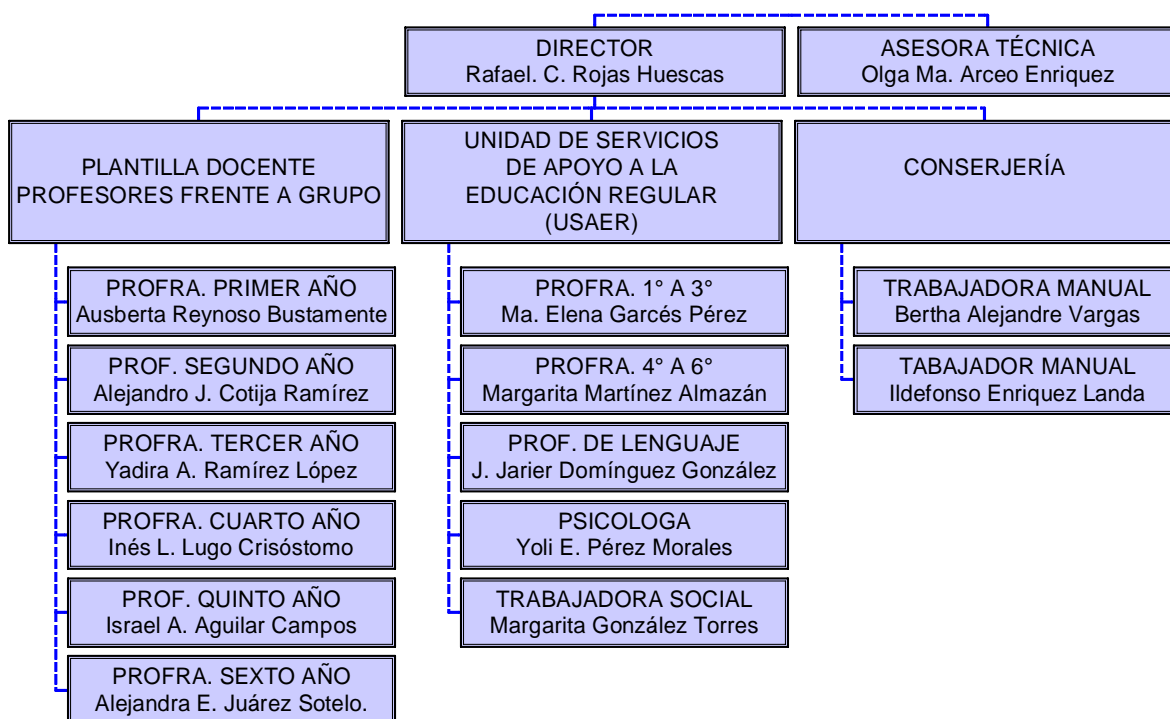 DIRECTOR
Rafael. C. Rojas Huescas
ASESORA TÉCNICA
Olga Ma. Arceo Enriquez
PLANTILLA DOCENTE
PROFESORES FRENTE A GRUPO
UNIDAD DE SERVICIOS
DE APOYO A LA
EDUCACIÓN REGULAR
(USAER)
CONSERJERÍA
PROFRA. PRIMER AÑO
Ausberta Reynoso Bustamente
PROF. SEGUNDO AÑO
Alejandro J. Cotija Ramírez
PROFRA. TERCER AÑO
Yadira A. Ramírez López
PROFRA. CUARTO AÑO
Inés L. Lugo Crisóstomo
PROF. QUINTO AÑO
Israel A. Aguilar Campos
PROFRA. SEXTO AÑO
Alejandra E. Juárez Sotelo.
PROFRA. 1° A 3°
Ma. Elena Garcés Pérez
PROFRA. 4° A 6°
Margarita Martínez Almazán
PROF. DE LENGUAJE
J. Jarier Domínguez González
PSICOLOGA
Yoli E. Pérez Morales
TRABAJADORA SOCIAL
Margarita González Torres
TRABAJADORA MANUAL
Bertha Alejandre Vargas
TABAJADOR MANUAL
Ildefonso Enriquez Landa